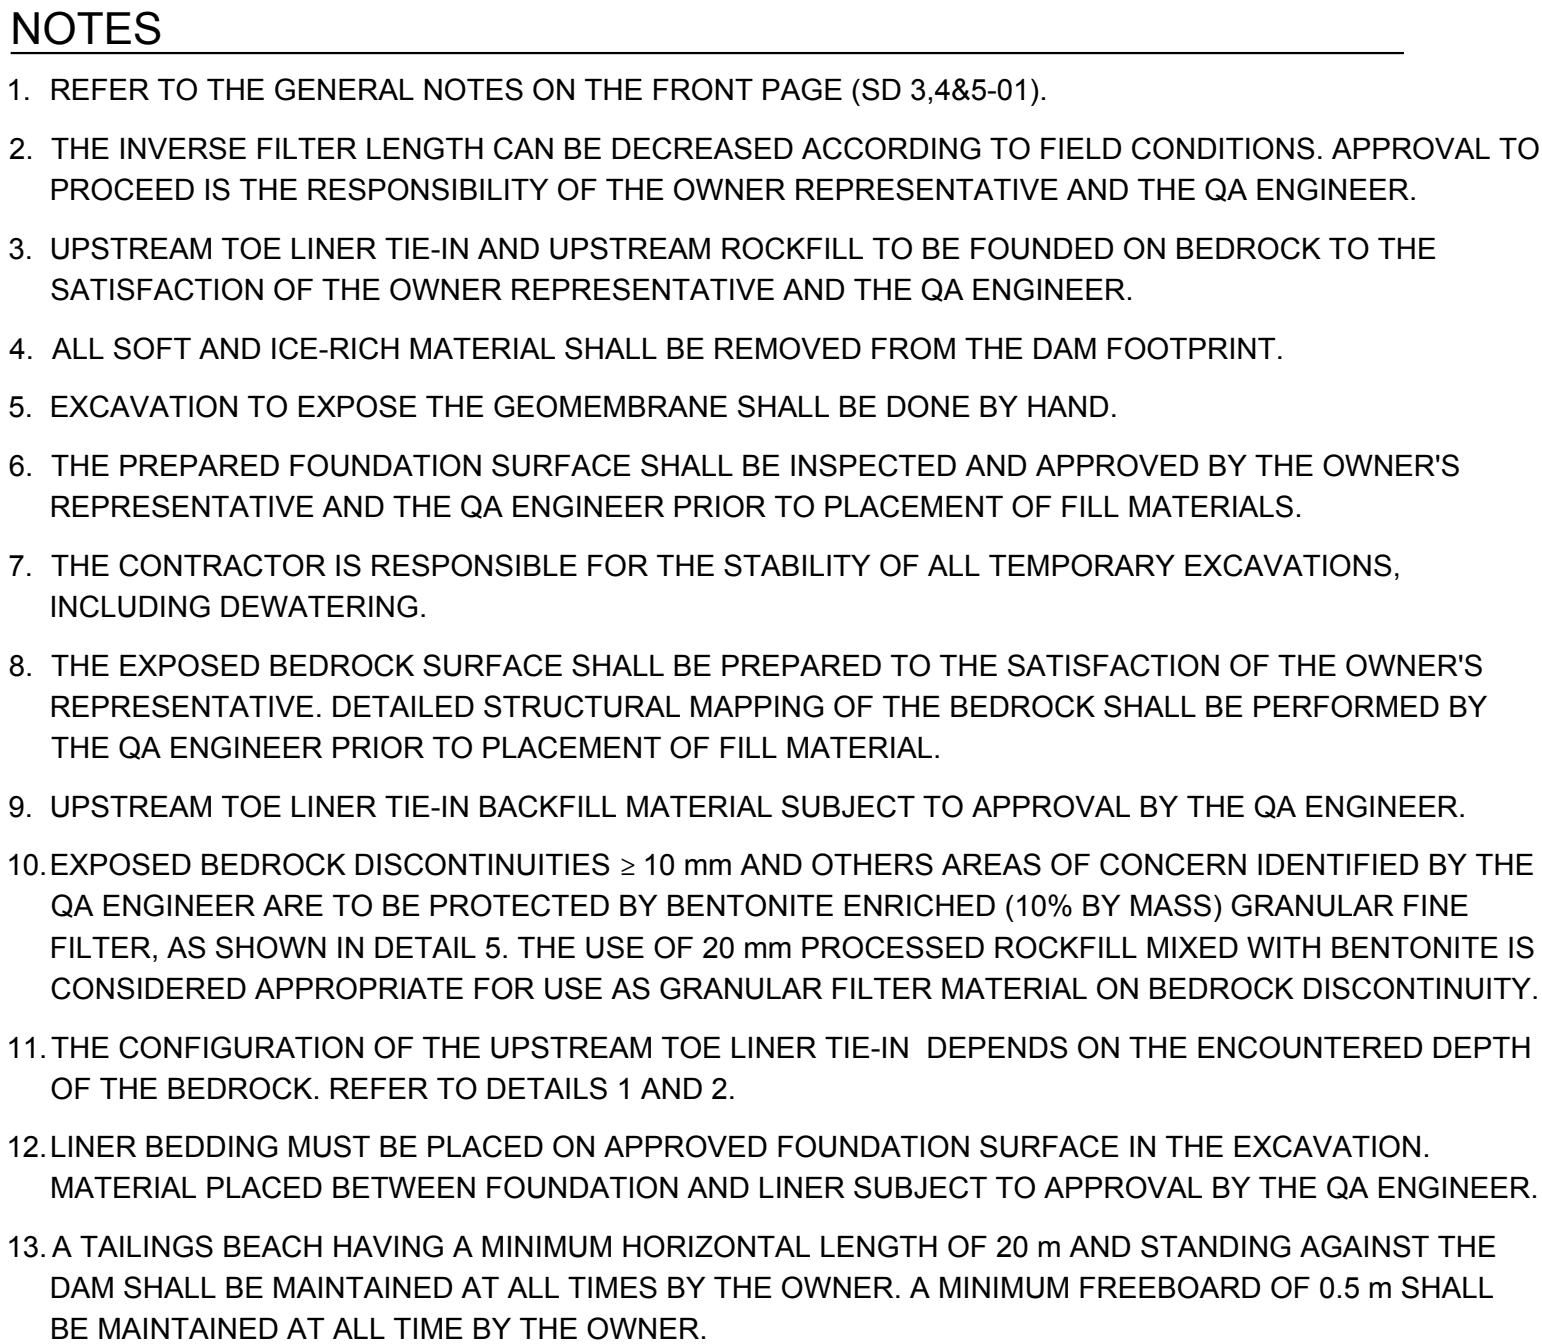 NOTES
1. REFER TO THE GENERAL NOTES ON THE FRONT PAGE (SD 3,4&5-01).
2. THE INVERSE FILTER LENGTH CAN BE DECREASED ACCORDING TO FIELD CONDITIONS. APPROVAL TO
PROCEED IS THE RESPONSIBILITY OF THE OWNER REPRESENTATIVE AND THE QA ENGINEER.
3. UPSTREAM TOE LINER TIE-IN AND UPSTREAM ROCKFILL TO BE FOUNDED ON BEDROCK TO THE
SATISFACTION OF THE OWNER REPRESENTATIVE AND THE QA ENGINEER.
4. ALL SOFT AND ICE-RICH MATERIAL SHALL BE REMOVED FROM THE DAM FOOTPRINT.
5. EXCAVATION TO EXPOSE THE GEOMEMBRANE SHALL BE DONE BY HAND.
6. THE PREPARED FOUNDATION SURFACE SHALL BE INSPECTED AND APPROVED BY THE OWNER'S
REPRESENTATIVE AND THE QA ENGINEER PRIOR TO PLACEMENT OF FILL MATERIALS.
7. THE CONTRACTOR IS RESPONSIBLE FOR THE STABILITY OF ALL TEMPORARY EXCAVATIONS,
INCLUDING DEWATERING.
8. THE EXPOSED BEDROCK SURFACE SHALL BE PREPARED TO THE SATISFACTION OF THE OWNER'S
REPRESENTATIVE. DETAILED STRUCTURAL MAPPING OF THE BEDROCK SHALL BE PERFORMED BY
THE QA ENGINEER PRIOR TO PLACEMENT OF FILL MATERIAL.
9. UPSTREAM TOE LINER TIE-IN BACKFILL MATERIAL SUBJECT TO APPROVAL BY THE QA ENGINEER.
10. EXPOSED BEDROCK DISCONTINUITIES ≥ 10 mm AND OTHERS AREAS OF CONCERN IDENTIFIED BY THE
QA ENGINEER ARE TO BE PROTECTED BY BENTONITE ENRICHED (10% BY MASS) GRANULAR FINE
FILTER, AS SHOWN IN DETAIL 5. THE USE OF 20 mm PROCESSED ROCKFILL MIXED WITH BENTONITE IS
CONSIDERED APPROPRIATE FOR USE AS GRANULAR FILTER MATERIAL ON BEDROCK DISCONTINUITY.
11. THE CONFIGURATION OF THE UPSTREAM TOE LINER TIE-IN DEPENDS ON THE ENCOUNTERED DEPTH
OF THE BEDROCK. REFER TO DETAILS 1 AND 2.
12. LINER BEDDING MUST BE PLACED ON APPROVED FOUNDATION SURFACE IN THE EXCAVATION.
MATERIAL PLACED BETWEEN FOUNDATION AND LINER SUBJECT TO APPROVAL BY THE QA ENGINEER.
13. A TAILINGS BEACH HAVING A MINIMUM HORIZONTAL LENGTH OF 20 m AND STANDING AGAINST THE
DAM SHALL BE MAINTAINED AT ALL TIMES BY THE OWNER. A MINIMUM FREEBOARD OF 0.5 m SHALL
BE MAINTAINED AT ALL TIME BY THE OWNER.